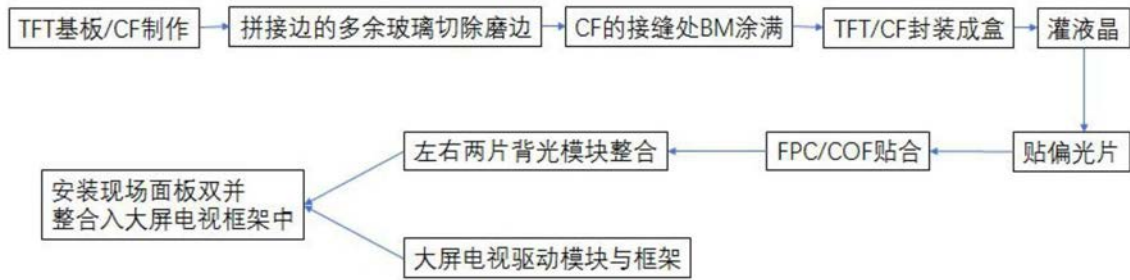 TFT基板/CF制作
拼接边的多余玻璃切除磨边
CF的接缝处BM涂满
TFT/CF封装成盒
灌液晶
贴偏光片
FPC/COF贴合
左右两片背光模块整合
安装现场面板双并
整合入大屏电视框架中
大屏电视驱动模块与框架